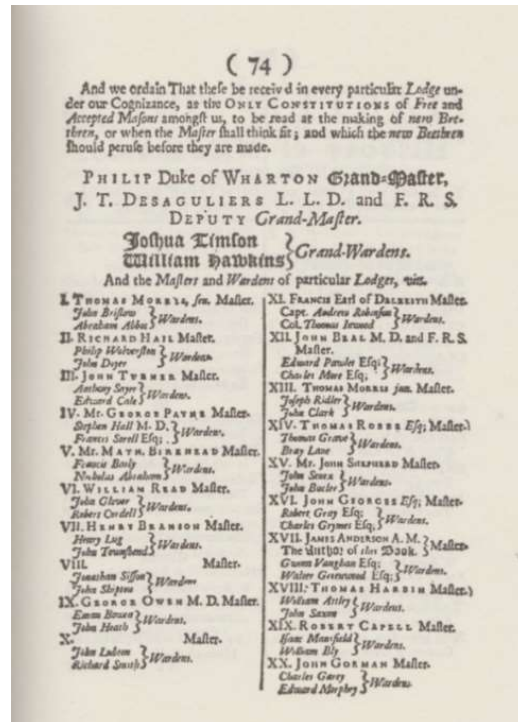 ( 74 )
And we ordain That these be receiv'd in every particular Lodge un-
der our Cognizance, as the ONLY CONSTITUTIONS of Free and
Accepted Masons amongst us, to be read at the making of new Bre-
thren, or when the Master shall think fit; and which the new Brethren
should peruse before they are made.
PHILIP Duke of WHARTON Grand-Master,
J. T. DESAGULIERS L. L. D. and F. R. S.
DEPUTY Grand-Master.
Joshua Timson
William Hawkins } Grand-Wardens.
And the Masters and Wardens of particular Lodges, viz.
I. THOMAS MORRIS, sen. Master.
John Bristow
Abraham Abbot } Wardens.
II. RICHARD HAIL Master.
Philip Wolverston
John Doyer } Wardens.
III. JOHN TURNER Master.
Anthony Sayer
Edward Cale } Wardens.
IV. Mr. GEORGE PAYNE Master.
Stephen Hall M. D.
Francis Sorell Esq; } Wardens.
V. Mr. MATH. BIRKHEAD Master.
Francis Baily
Nicholas Abraham } Wardens.
VI. WILLIAM READ Master.
John Glover
Robert Cordell } Wardens.
VII. HENRY BRANSON Master.
Henry Lug
John Townshend } Wardens.
VIII. Master.
Jonathan Sisson
John Shipton } Wardens
IX. GEORGE OWEN M. D. Master.
Eman Bowen
John Heath } Wardens.
X. Master.
John Lubton
Richard Smith } Wardens.
XI. FRANCIS Earl of DALKEITH Master.
Capt. Andrew Robinson
Col. Thomas Inwood } Wardens.
XII. JOHN BEAL M. D. and F. R. S.
Master.
Edward Pawlet Esq;
Charles More Esq; } Wardens.
XIII. THOMAS MORRIS jun. Master.
Joseph Ridler
John Clark } Wardens.
XIV. THOMAS ROBBE Esq; Master.
Thomas Grave
Bray Lane } Wardens.
XV. Mr. JOHN SHEPHERD Master.
John Senex
John Bucler } Wardens.
XVI. JOHN GEORGES Esq; Master.
Robert Gray Esq;
Charles Grymes Esq; } Wardens.
XVII. JAMES ANDERSON A. M.
The Author of this Book. } Master.
Gwinn Vaughan Esq;
Walter Greenwood Esq; } Wardens.
XVIII. THOMAS HARBIN Master.
William Attley
John Saxon } Wardens.
XIX. ROBERT CAPELL Master.
Isaac Mansfield
William Bly } Wardens.
XX. JOHN GORMAN Master.
Charles Garey
Edward Morphey } Wardens